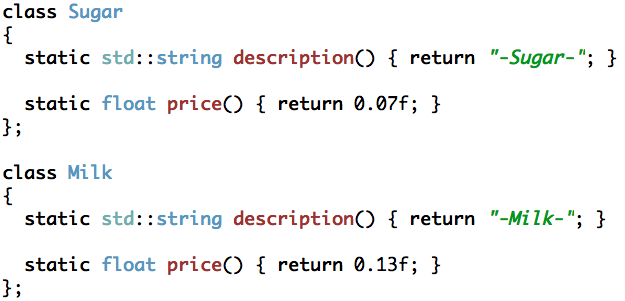 class Sugar
{
  static std::string description() { return "-Sugar-"; }
  static float price() { return 0.07f; }
};
class Milk
{
  static std::string description() { return "-Milk-"; }
  static float price() { return 0.13f; }
};